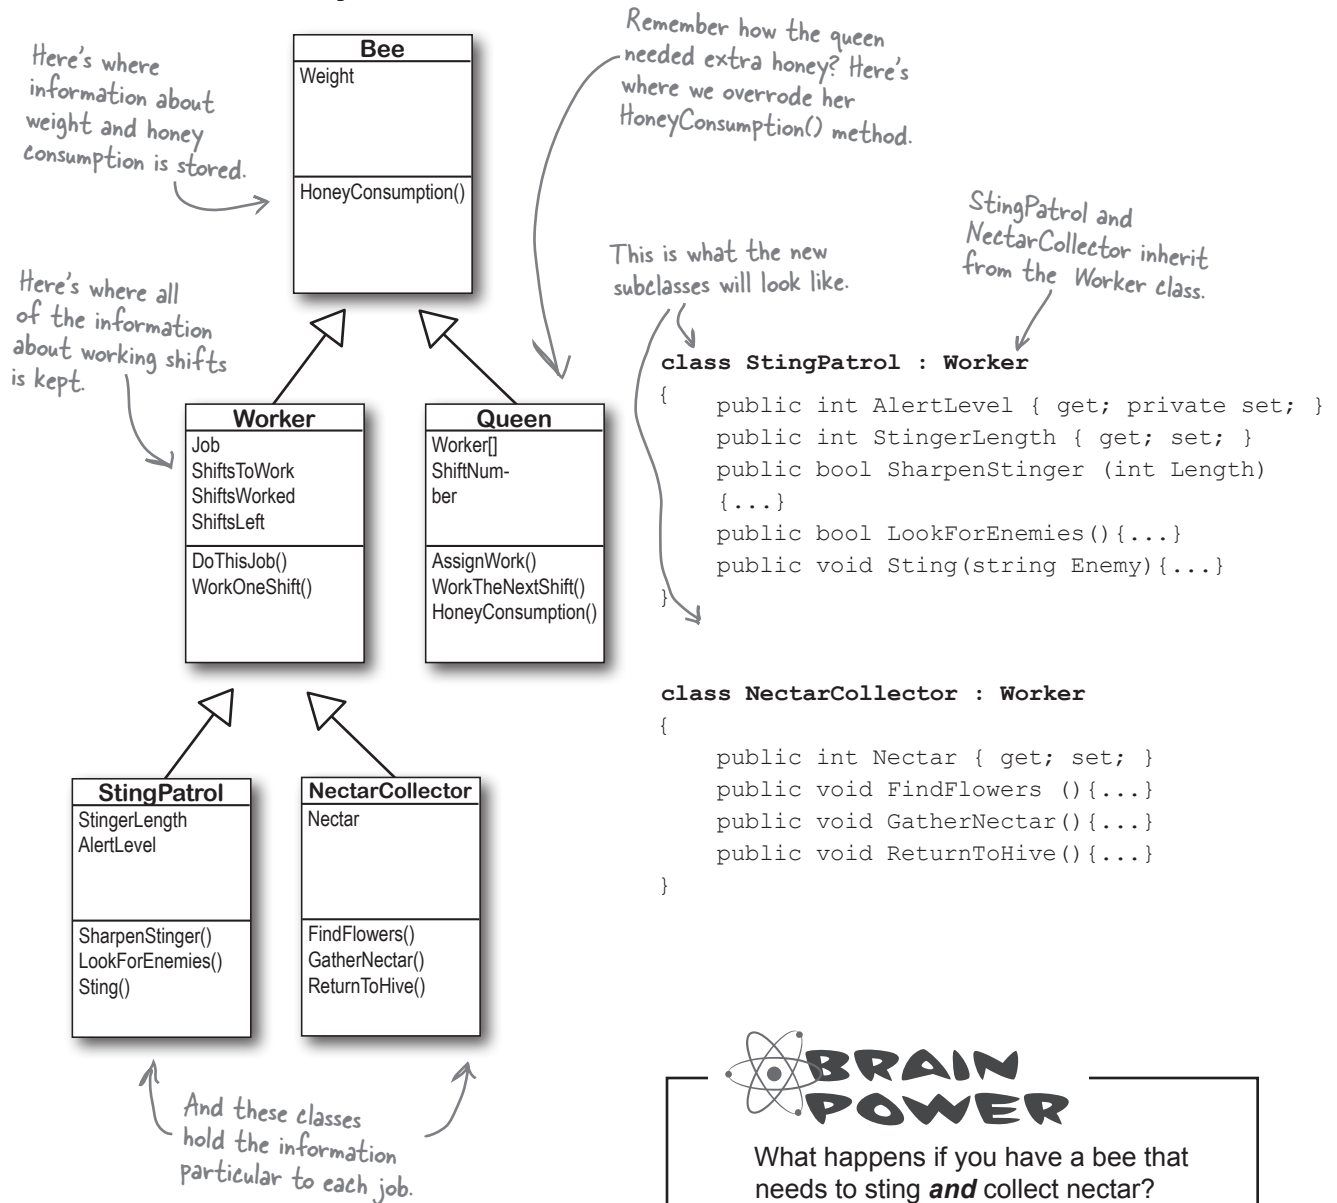 Here's where
information about
weight and honey
consumption is stored.
Bee
Weight
HoneyConsumption()
Remember how the queen
needed extra honey? Here's
where we overrode her
HoneyConsumption() method.
Here's where all
of the information
about working shifts
is kept.
Worker
Job
ShiftsToWork
ShiftsWorked
ShiftsLeft
DoThisJob()
WorkOneShift()
Queen
Worker[]
ShiftNum-
ber
AssignWork()
WorkTheNextShift()
HoneyConsumption()
StingPatrol
StingerLength
AlertLevel
SharpenStinger()
LookForEnemies()
Sting()
NectarCollector
Nectar
FindFlowers()
GatherNectar()
ReturnToHive()
And these classes
hold the information
particular to each job.
This is what the new
subclasses will look like.
StingPatrol and
NectarCollector inherit
from the Worker class.
class StingPatrol : Worker
{
public int AlertLevel { get; private set; }
public int StingerLength { get; set; }
public bool SharpenStinger (int Length)
{...}
public bool LookForEnemies(){...}
public void Sting(string Enemy){...}
}
class NectarCollector : Worker
{
public int Nectar { get; set; }
public void FindFlowers (){...}
public void GatherNectar(){...}
public void ReturnToHive(){...}
}
BRAIN
POWER
What happens if you have a bee that
needs to sting and collect nectar?